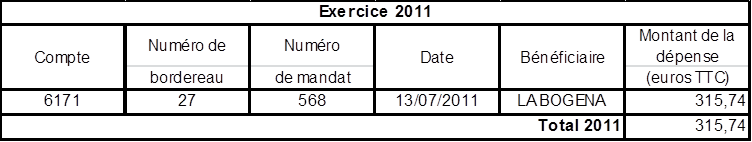 Exercice 2011
Compte Numéro de bordereau Numéro de mandat Date Bénéficiaire Montant de la dépense (euros TTC)
6171 27 568 13/07/2011 LABOGENA 315,74
Total 2011 315,74